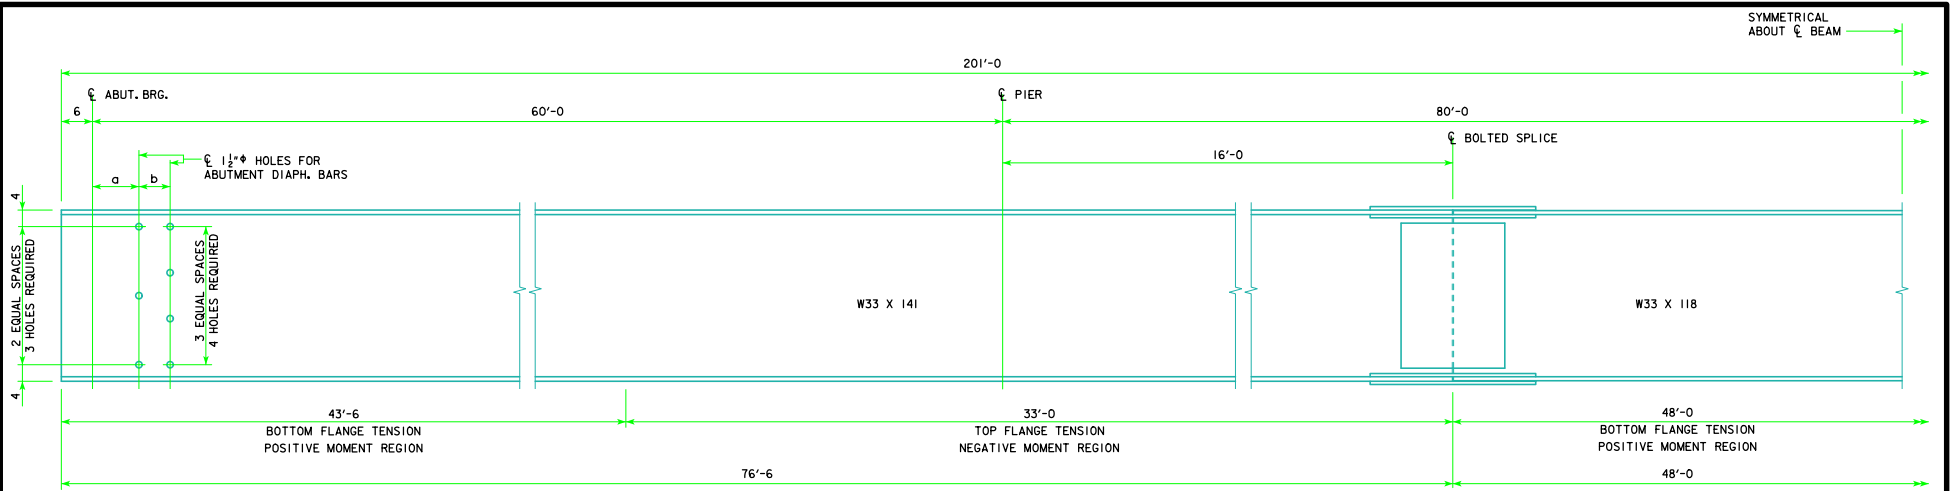 SYMMETRICAL
ABOUT ℄ BEAM
201'-0
℄ ABUT. BRG.
℄ PIER
6
60'-0
80'-0
℄ BOLTED SPLICE
℄ 1½"φ HOLES FOR
ABUTMENT DIAPH. BARS
16'-0
a
b
4
2 EQUAL SPACES
3 HOLES REQUIRED
3 EQUAL SPACES
4 HOLES REQUIRED
W33 X 141
W33 X 118
4
43'-6
BOTTOM FLANGE TENSION
POSITIVE MOMENT REGION
33'-0
TOP FLANGE TENSION
NEGATIVE MOMENT REGION
48'-0
BOTTOM FLANGE TENSION
POSITIVE MOMENT REGION
76'-6
48'-0